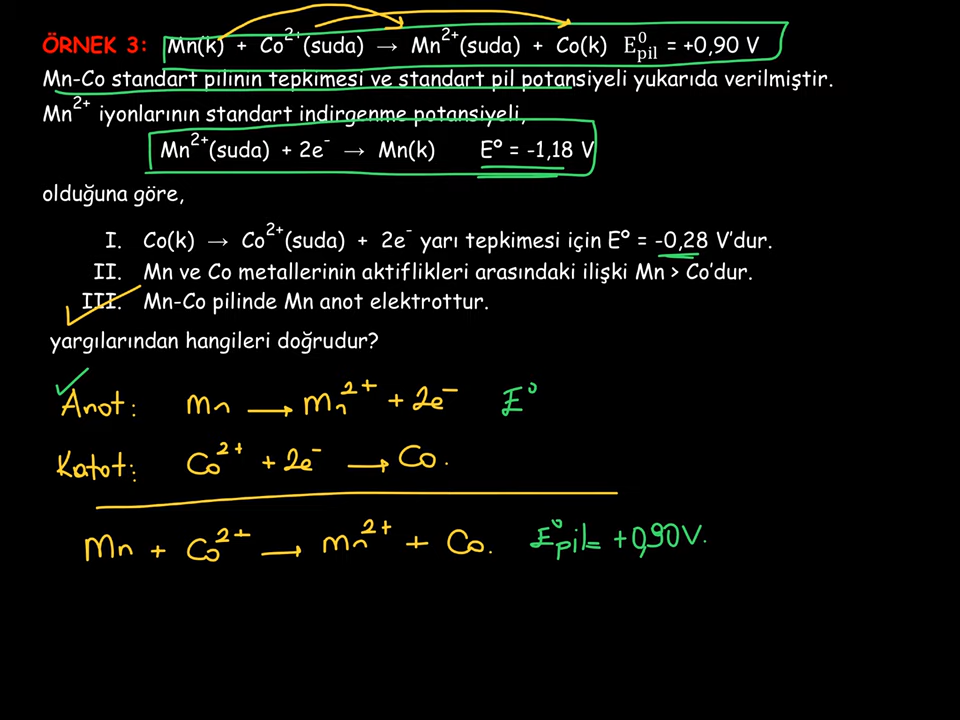 ÖRNEK 3: Mn(k) + Co²⁺(suda) → Mn²⁺(suda) + Co(k) E⁰pil = +0,90 V
Mn-Co standart pilinin tepkimesi ve standart pil potansiyeli yukarıda verilmiştir.
Mn²⁺ iyonlarının standart indirgenme potansiyeli,
Mn²⁺(suda) + 2e⁻ → Mn(k) Eº = -1,18 V
olduğuna göre,
I. Co(k) → Co²⁺(suda) + 2e⁻ yarı tepkimesi için Eº = -0,28 V'dur.
II. Mn ve Co metallerinin aktiflikleri arasındaki ilişki Mn > Co'dur.
III. Mn-Co pilinde Mn anot elektrottur.
yargılarından hangileri doğrudur?
Anot: Mn → Mn²⁺ + 2e⁻ E⁰
Katot: Co²⁺ + 2e⁻ → Co.
Mn + Co²⁺ → Mn²⁺ + Co. E⁰pil = +0,90V.